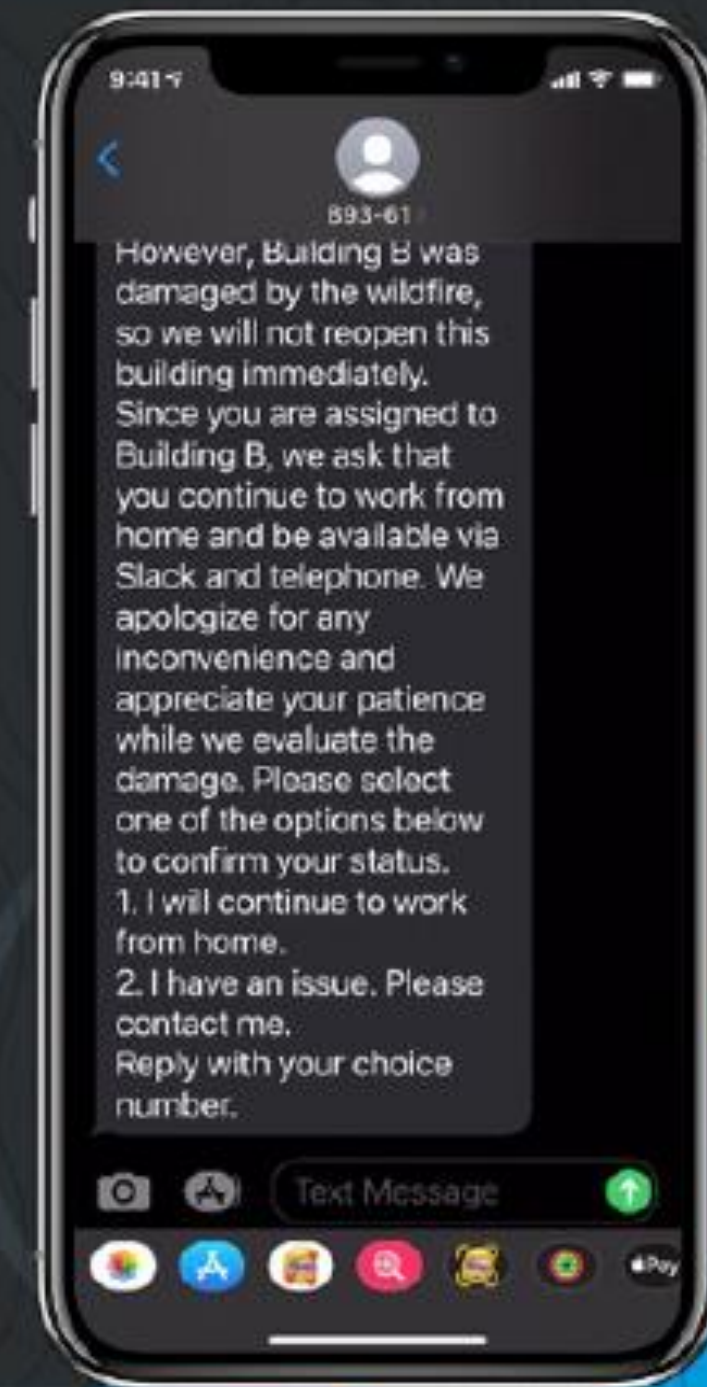 9:41
893-61
However, Building B was
damaged by the wildfire,
so we will not reopen this
building immediately.
Since you are assigned to
Building B, we ask that
you continue to work from
home and be available via
Slack and telephone. We
apologize for any
inconvenience and
appreciate your patience
while we evaluate the
damage. Please select
one of the options below
to confirm your status.
1. I will continue to work
from home.
2. I have an issue. Please
contact me.
Reply with your choice
number.
Text Message
Pay